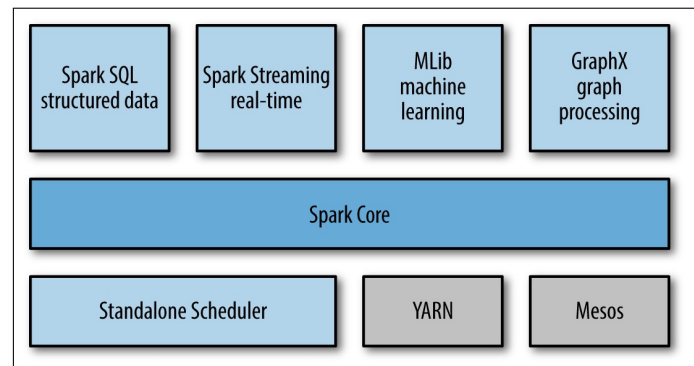 Spark SQL
structured data
Spark Streaming
real-time
MLib
machine
learning
GraphX
graph
processing
Spark Core
Standalone Scheduler
YARN
Mesos